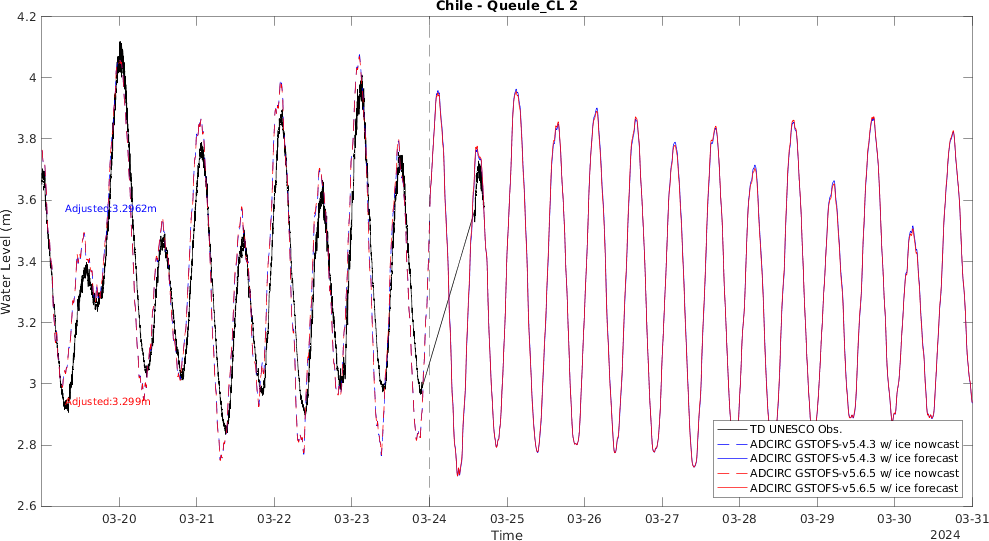 Chile - Queule_CL 2
4.2
4
3.8
3.6
3.4
3.2
3
2.8
2.6
Water Level (m)
Adjusted:3.2962m
Adjusted:3.299m
TD UNESCO Obs.
ADCIRC GSTOFS-v5.4.3 w/ ice nowcast
ADCIRC GSTOFS-v5.4.3 w/ ice forecast
ADCIRC GSTOFS-v5.6.5 w/ ice nowcast
ADCIRC GSTOFS-v5.6.5 w/ ice forecast
03-20 03-21 03-22 03-23 03-24 03-25 03-26 03-27 03-28 03-29 03-30 03-31
Time
2024